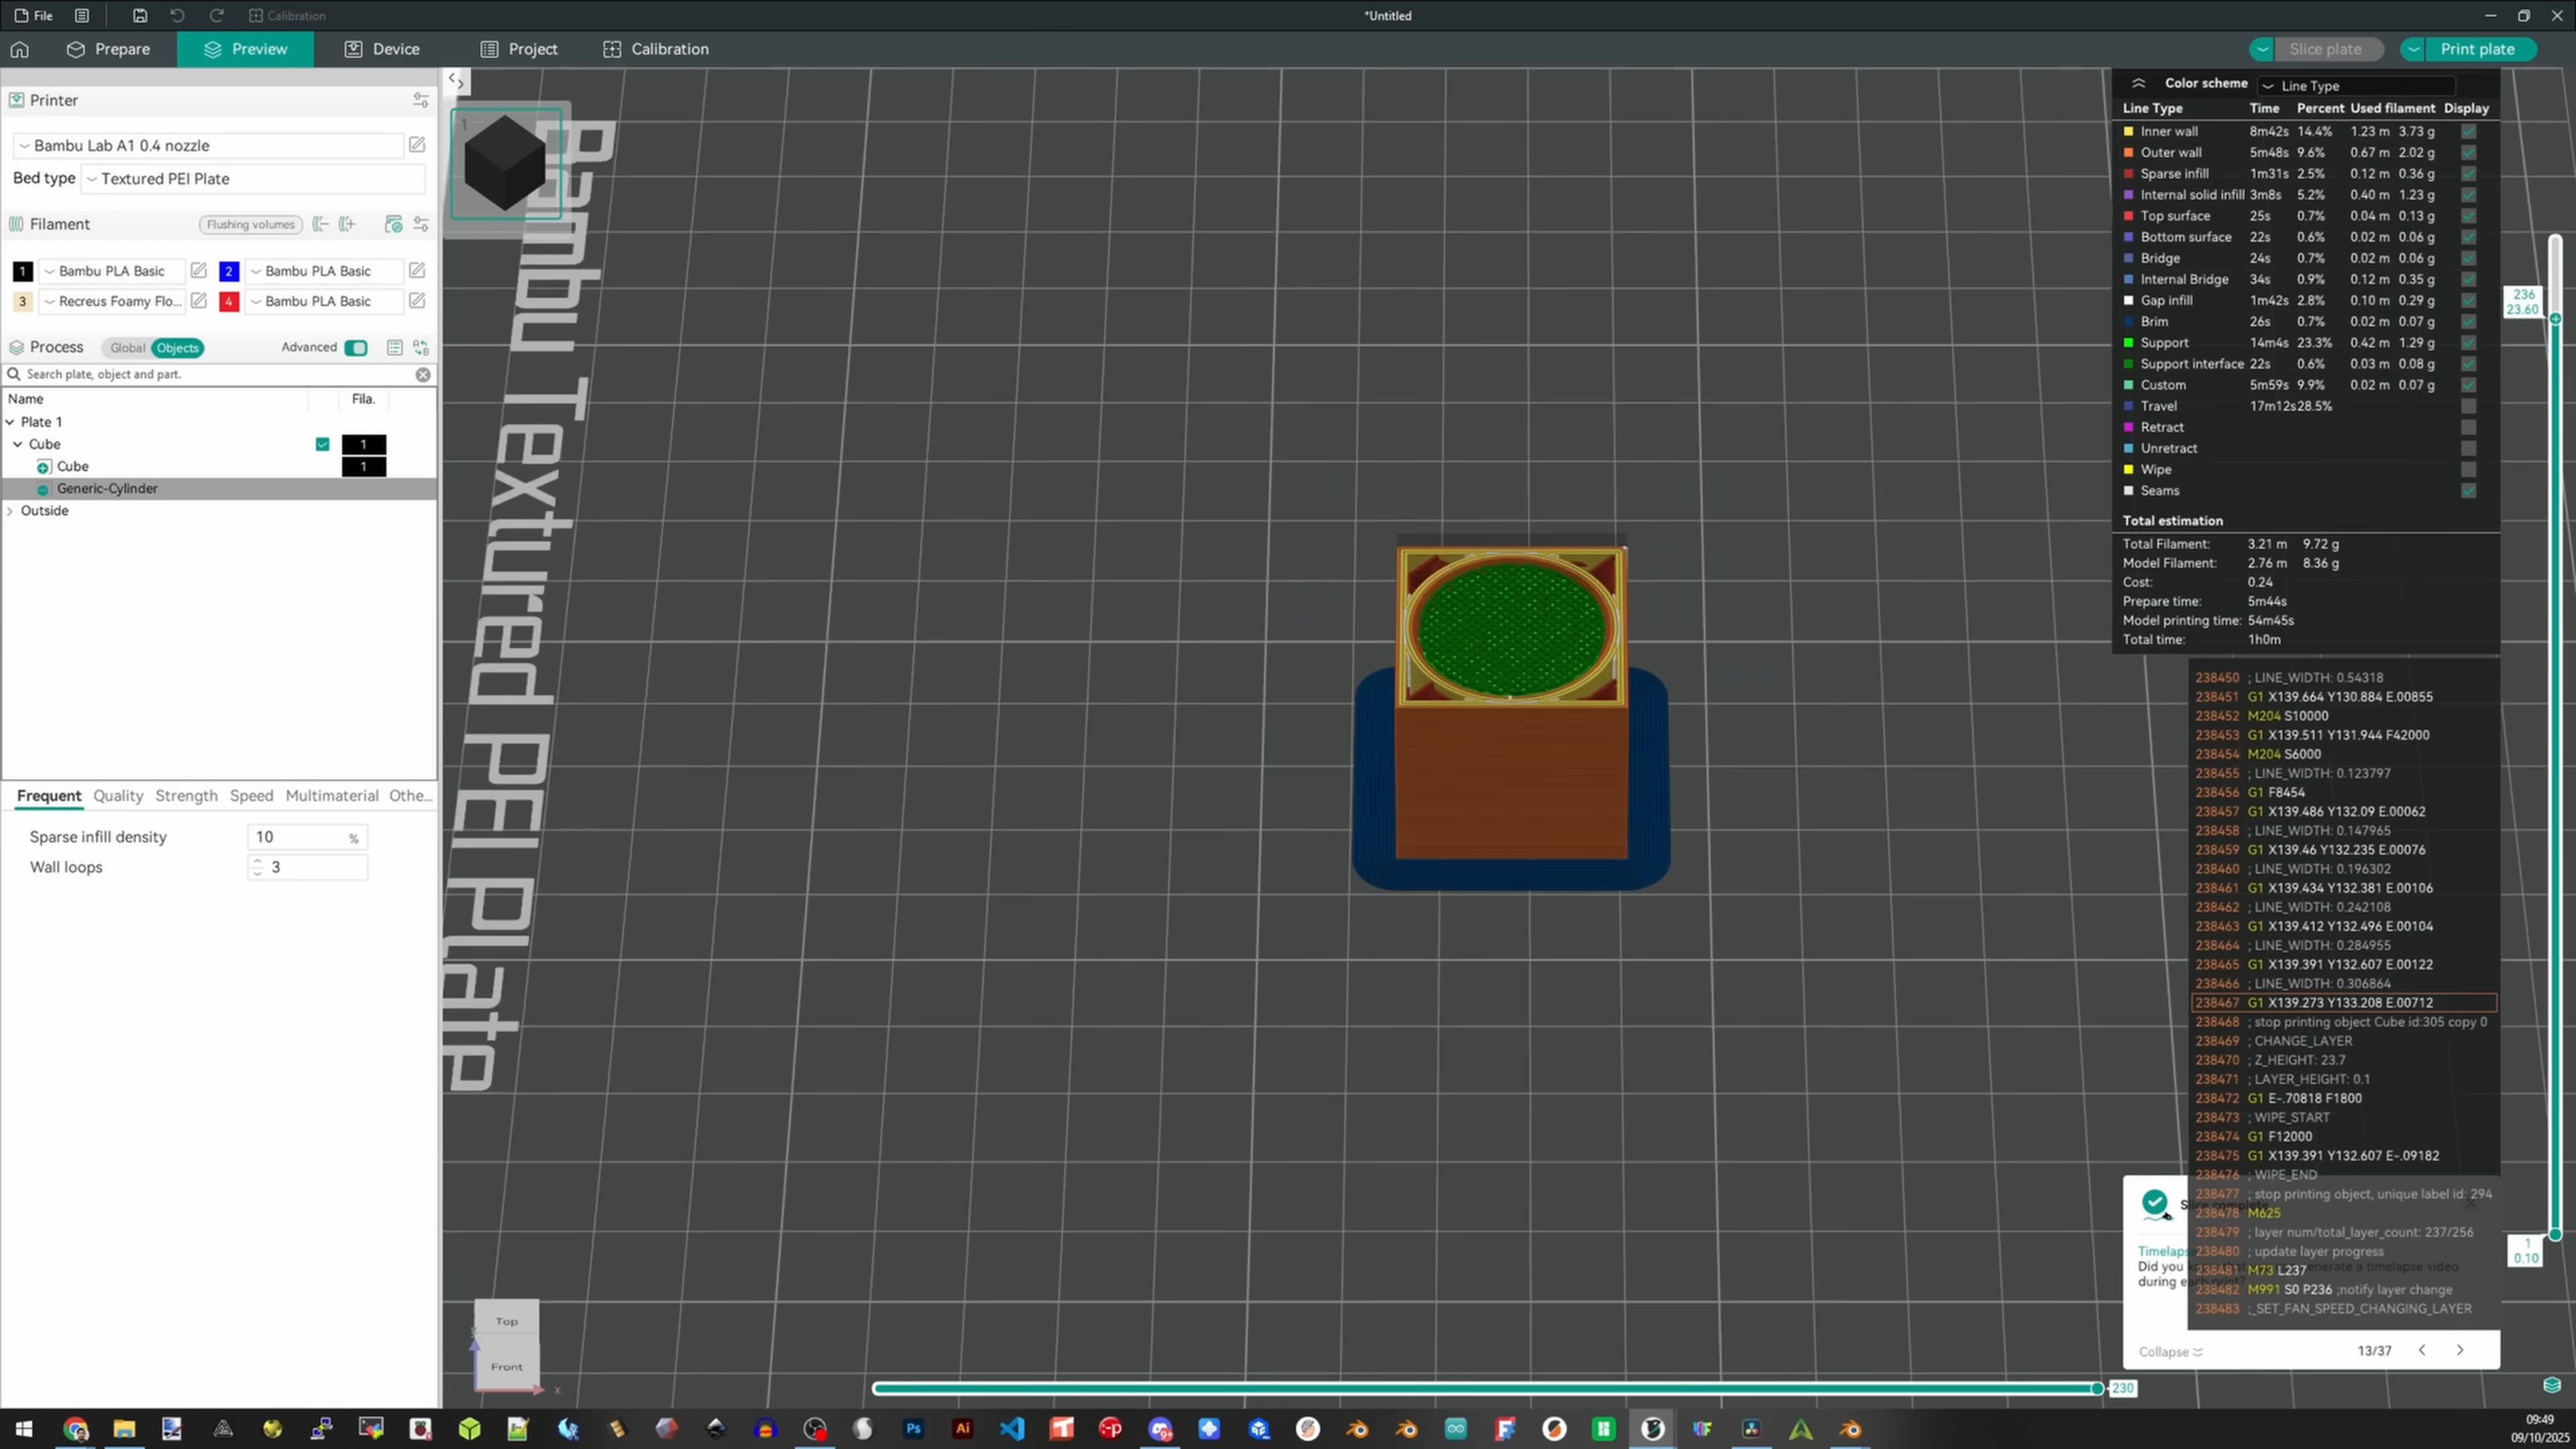 File
Calibration
*Untitled
Prepare
Preview
Device
Project
Calibration
Slice plate
Print plate
Printer
Bambu Lab A1 0.4 nozzle
Bed type
Textured PEI Plate
Filament
Flushing volumes
1 Bambu PLA Basic
2 Bambu PLA Basic
3 Recreus Foamy Flo...
4 Bambu PLA Basic
Process
Global
Objects
Advanced
Search plate, object and part.
Name Fila.
Plate 1
Cube 1
Cube 1
Generic-Cylinder
Outside
Frequent Quality Strength Speed Multimaterial Othe...
Sparse infill density 10 %
Wall loops 3
1
Bambu Textured PEI Plate
Top
Front
x
230
Color scheme Line Type
Line Type Time Percent Used filament Display
Inner wall 8m42s 14.4% 1.23 m 3.73 g
Outer wall 5m48s 9.6% 0.67 m 2.02 g
Sparse infill 1m31s 2.5% 0.12 m 0.36 g
Internal solid infill 3m8s 5.2% 0.40 m 1.23 g
Top surface 25s 0.7% 0.04 m 0.13 g
Bottom surface 22s 0.6% 0.02 m 0.06 g
Bridge 24s 0.7% 0.02 m 0.06 g
Internal Bridge 34s 0.9% 0.12 m 0.35 g
Gap infill 1m42s 2.8% 0.10 m 0.29 g
Brim 26s 0.7% 0.02 m 0.07 g
Support 14m4s 23.3% 0.42 m 1.29 g
Support interface 22s 0.6% 0.03 m 0.08 g
Custom 5m59s 9.9% 0.02 m 0.07 g
Travel 17m12s 28.5%
Retract
Unretract
Wipe
Seams
Total estimation
Total Filament: 3.21 m 9.72 g
Model Filament: 2.76 m 8.36 g
Cost: 0.24
Prepare time: 5m44s
Model printing time: 54m45s
Total time: 1h0m
236
23.60
238450 ; LINE_WIDTH: 0.54318
238451 G1 X139.664 Y130.884 E.00855
238452 M204 S10000
238453 G1 X139.511 Y131.944 F42000
238454 M204 S6000
238455 ; LINE_WIDTH: 0.123797
238456 G1 F8454
238457 G1 X139.486 Y132.09 E.00062
238458 ; LINE_WIDTH: 0.147965
238459 G1 X139.46 Y132.235 E.00076
238460 ; LINE_WIDTH: 0.196302
238461 G1 X139.434 Y132.381 E.00106
238462 ; LINE_WIDTH: 0.242108
238463 G1 X139.412 Y132.496 E.00104
238464 ; LINE_WIDTH: 0.284955
238465 G1 X139.391 Y132.607 E.00122
238466 ; LINE_WIDTH: 0.306864
238467 G1 X139.273 Y133.208 E.00712
238468 ; stop printing object Cube id:305 copy 0
238469 ; CHANGE_LAYER
238470 ; Z_HEIGHT: 23.7
238471 ; LAYER_HEIGHT: 0.1
238472 G1 E-.70818 F1800
238473 ; WIPE_START
238474 G1 F12000
238475 G1 X139.391 Y132.607 E-.09182
238476 ; WIPE_END
238477 ; stop printing object, unique label id: 294
238478 M625
238479 ; layer num/total_layer_count: 237/256
238480 ; update layer progress
238481 M73 L237
238482 M991 S0 P236 ;notify layer change
238483 ;_SET_FAN_SPEED_CHANGING_LAYER
Did you
during
generate a timelapse video
Collapse
13/37
1
0.10
Ps
Ai
09:49
09/10/2025